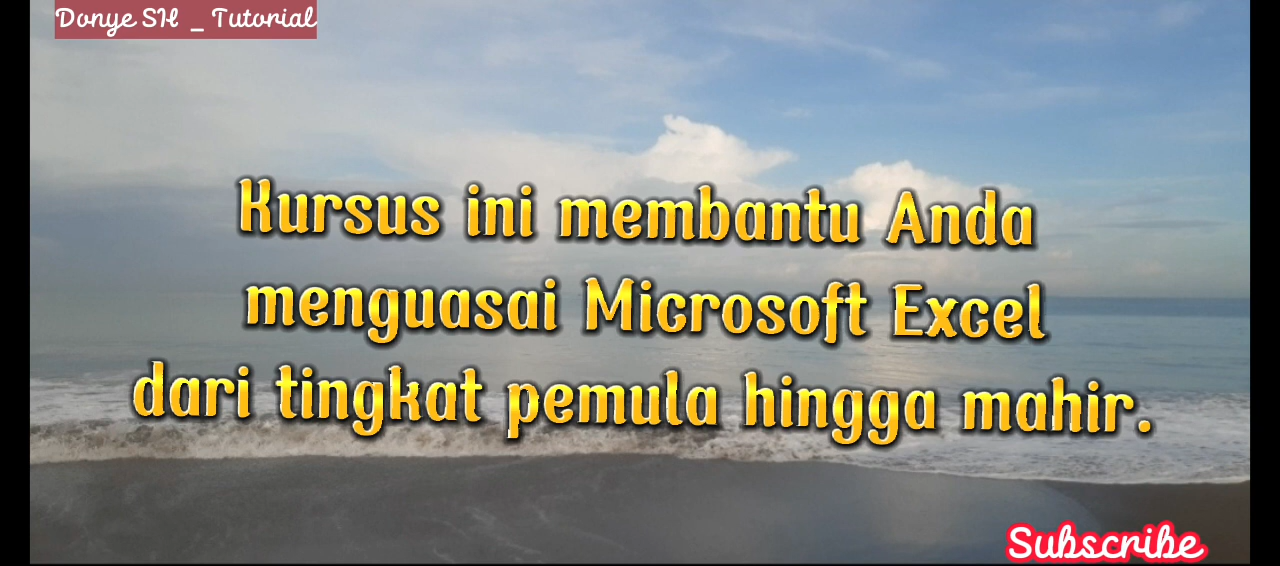 Donye SH _ Tutorial
Kursus ini membantu Anda
menguasai Microsoft Excel
dari tingkat pemula hingga mahir.
Subscribe